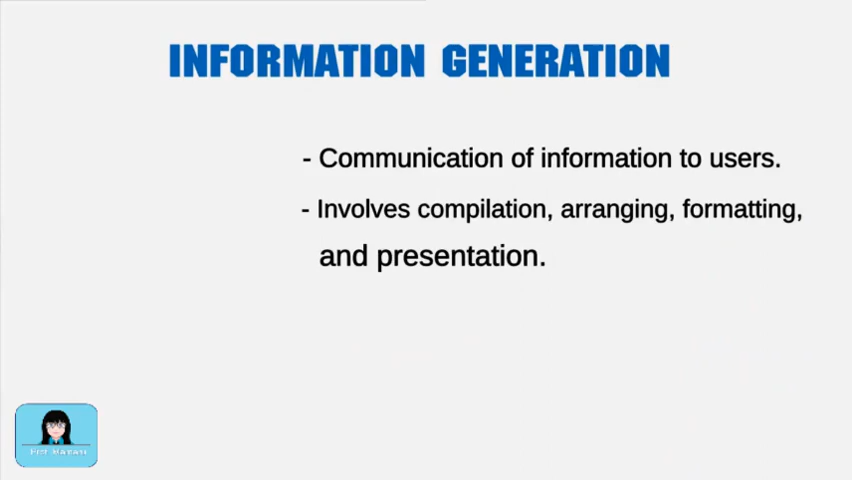 INFORMATION GENERATION
- Communication of information to users.
- Involves compilation, arranging, formatting,
and presentation.